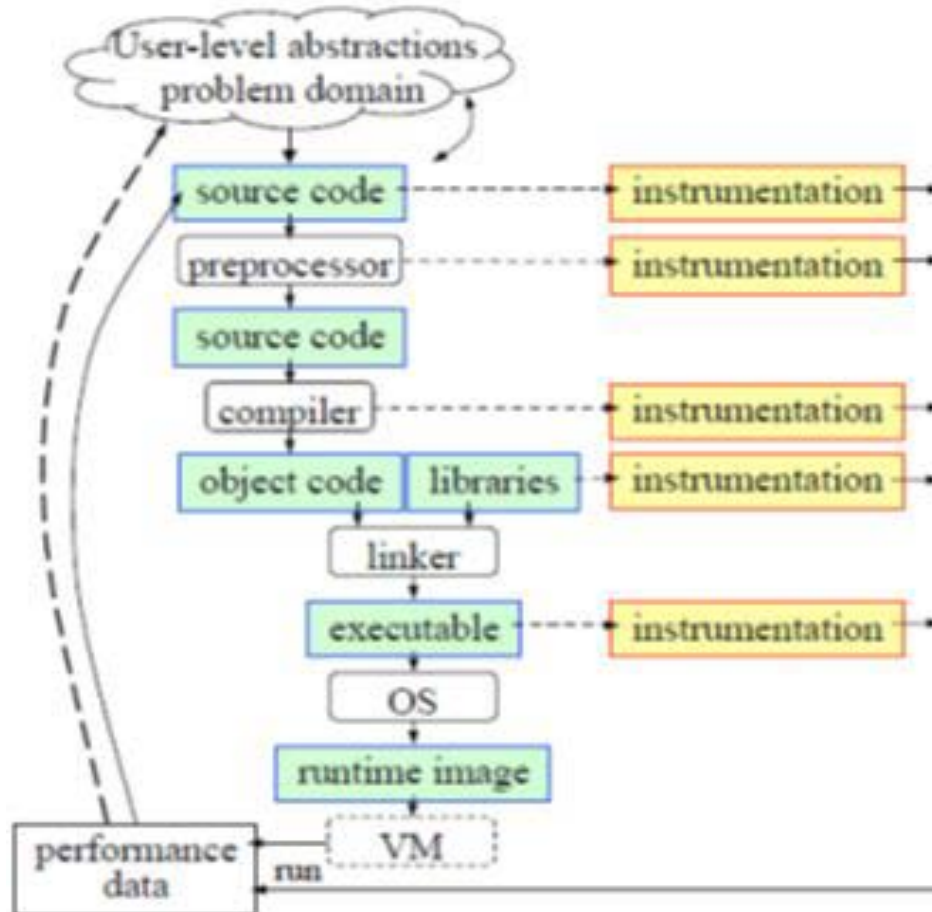 User-level abstractions
problem domain
source code
instrumentation
preprocessor
instrumentation
source code
compiler
instrumentation
object code
libraries
instrumentation
linker
executable
instrumentation
OS
runtime image
VM
performance
data
run